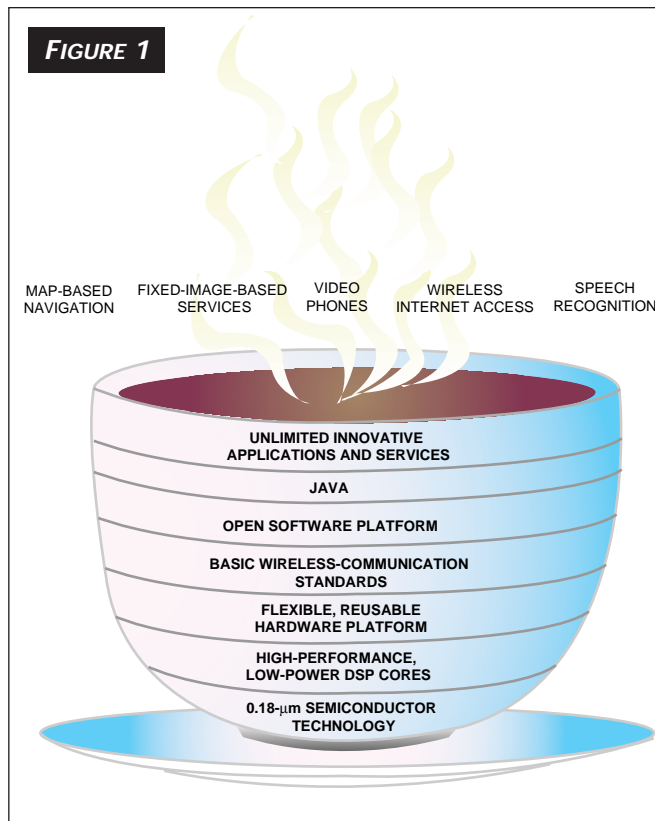 FIGURE 1
MAP-BASED
NAVIGATION
FIXED-IMAGE-BASED
SERVICES
VIDEO
PHONES
WIRELESS
INTERNET ACCESS
SPEECH
RECOGNITION
UNLIMITED INNOVATIVE
APPLICATIONS AND SERVICES
JAVA
OPEN SOFTWARE PLATFORM
BASIC WIRELESS-COMMUNICATION
STANDARDS
FLEXIBLE, REUSABLE
HARDWARE PLATFORM
HIGH-PERFORMANCE,
LOW-POWER DSP CORES
0.18-μm SEMICONDUCTOR
TECHNOLOGY